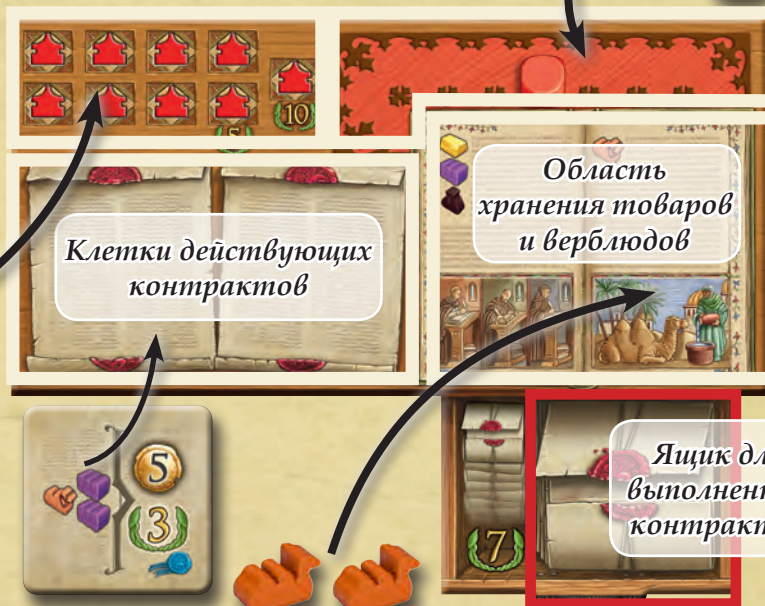 10
Область
хранения товаров
и верблюдов
Клетки действующих
контрактов
5
3
7
Ящик дл
выполнен
контракт